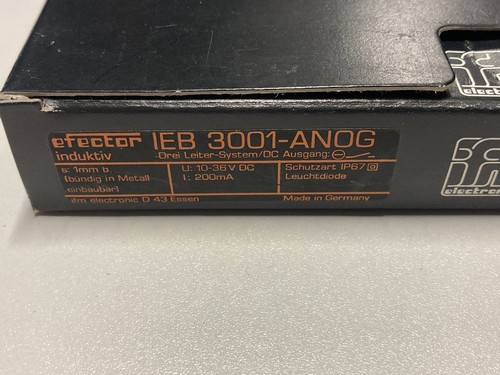 efector induktiv
IEB 3001-ANOG
Drei Leiter-System/DC Ausgang:
s: 1mm b
(bündig in Metall
einbaubar)
U: 10-36V DC
I: 200mA
Schutzart IP67
Leuchtdiode
ifm electronic D 43 Essen
Made in Germany
electronic